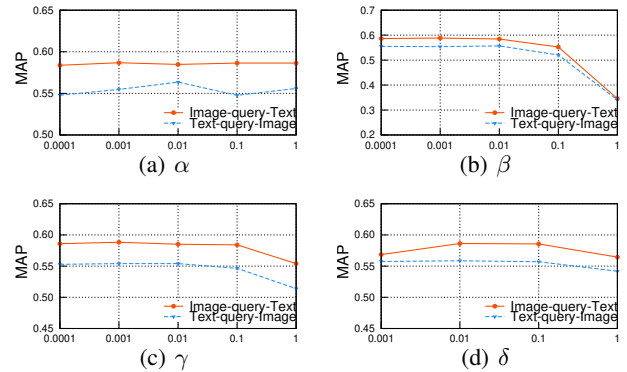 0.65
0.60
MAP
0.55
0.50
Image-query-Text
Text-query-Image
0.0001 0.001 0.01 0.1 1
(a) α
0.7
0.6
0.5
MAP
0.4
0.3
0.2
Image-query-Text
Text-query-Image
0.0001 0.001 0.01 0.1 1
(b) β
0.65
0.60
MAP
0.55
0.50
0.45
Image-query-Text
Text-query-Image
0.0001 0.001 0.01 0.1 1
(c) γ
0.65
0.60
MAP
0.55
0.50
0.45
Image-query-Text
Text-query-Image
0.001 0.01 0.1 1
(d) δ